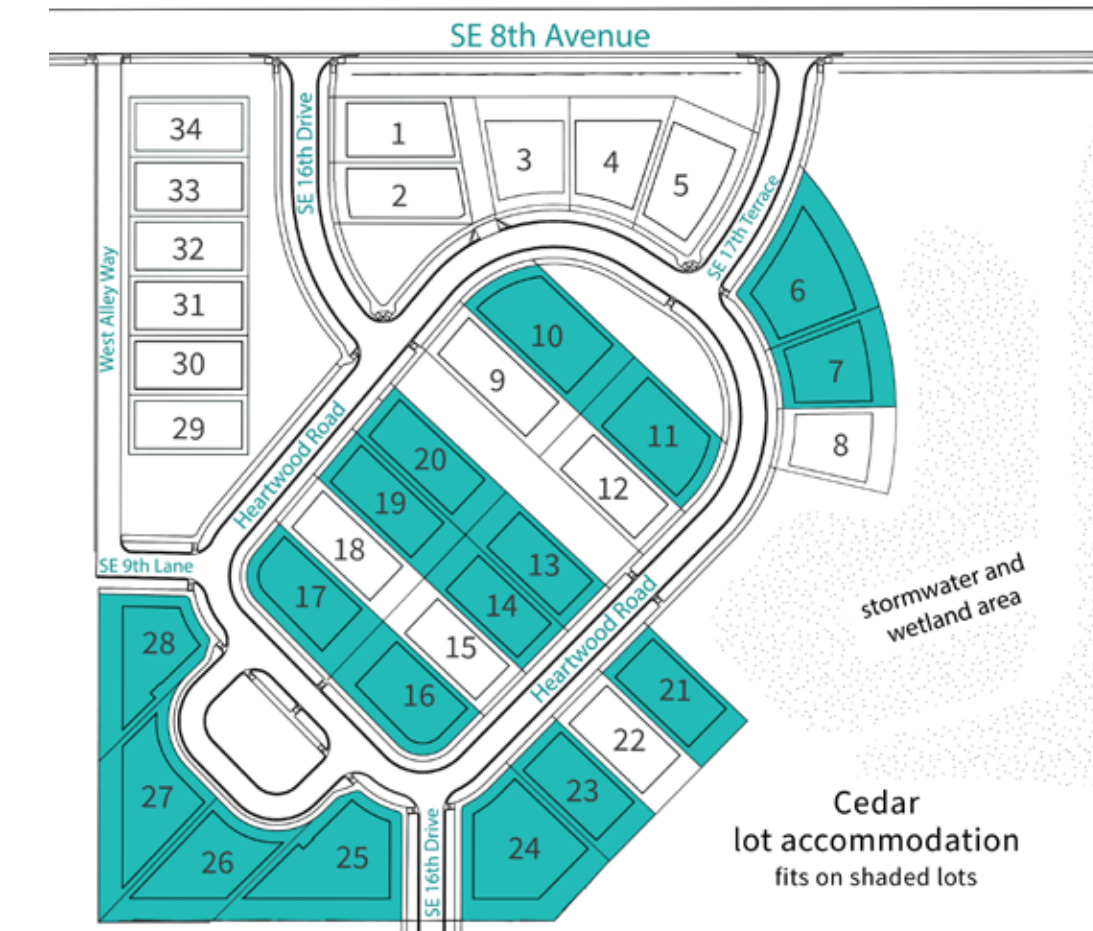 SE 8th Avenue
SE 16th Drive
SE 17th Terrace
West Alley Way
34
33
32
31
30
29
1
2
3
4
5
6
7
8
10
9
11
12
20
19
18
17
13
14
15
16
Heartwood Road
Heartwood Road
SE 9th Lane
stormwater and
wetland area
28
27
26
25
SE 16th Drive
21
22
23
24
Cedar
lot accommodation
fits on shaded lots